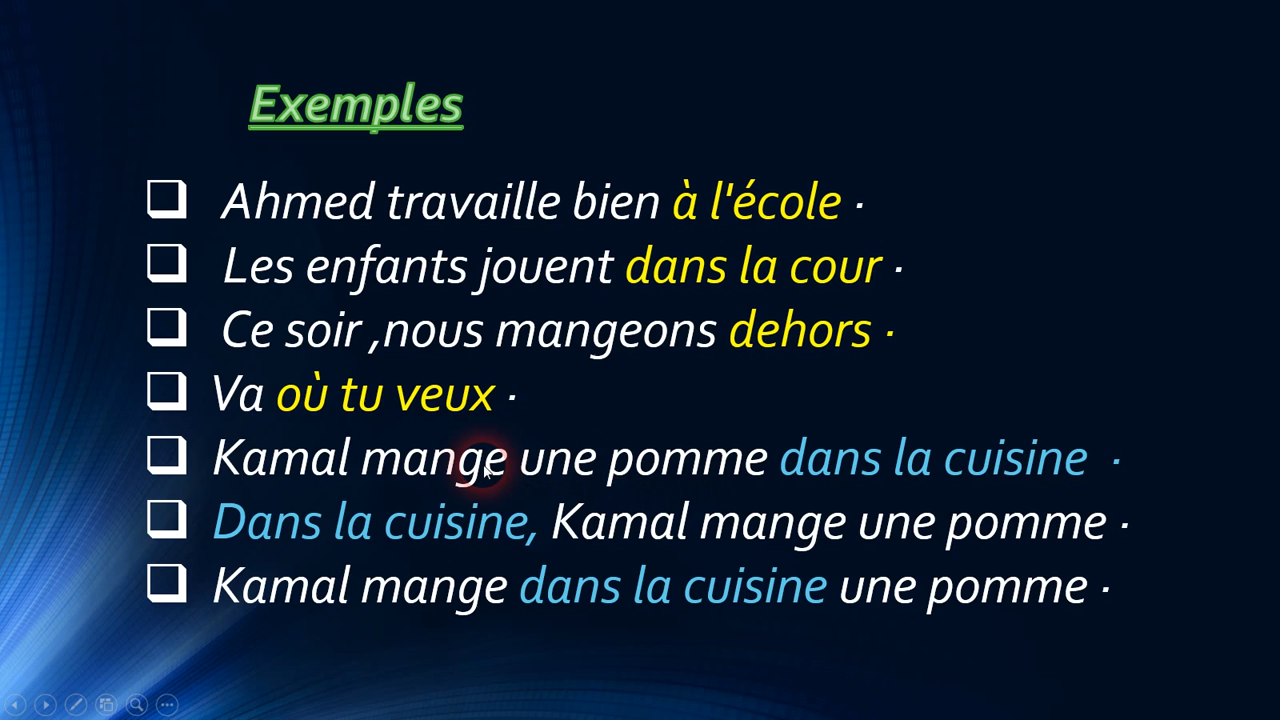 Exemples
Ahmed travaille bien à l'école .
Les enfants jouent dans la cour .
Ce soir ,nous mangeons dehors .
Va où tu veux .
Kamal mange une pomme dans la cuisine .
Dans la cuisine, Kamal mange une pomme .
Kamal mange dans la cuisine une pomme .